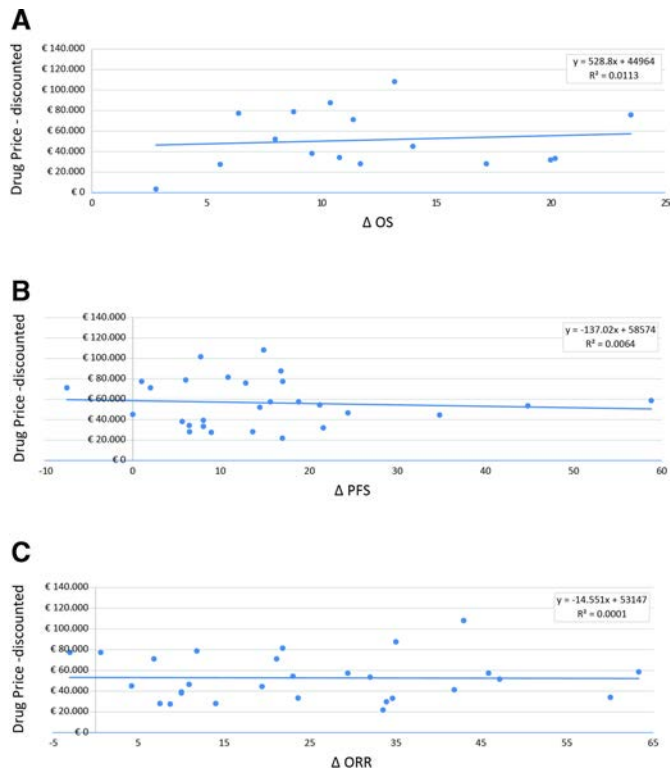 A
Drug Price - discounted
€ 140.000
€ 120.000
€ 100.000
€ 80.000
€ 60.000
€ 40.000
€ 20.000
€ 0
y = 528.8x + 44964
R² = 0.0113
0 5 10 15 20 25
Δ OS
B
Drug Price -discounted
€ 140.000
€ 120.000
€ 100.000
€ 80.000
€ 60.000
€ 40.000
€ 20.000
€ 0
y = -137.02x + 58574
R² = 0.0064
-10 0 10 20 30 40 50 60
Δ PFS
C
Drug Price -discounted
€ 140.000
€ 120.000
€ 100.000
€ 80.000
€ 60.000
€ 40.000
€ 20.000
€ 0
y = -14.551x + 53147
R² = 0.0001
-5 5 15 25 35 45 55 65
Δ ORR